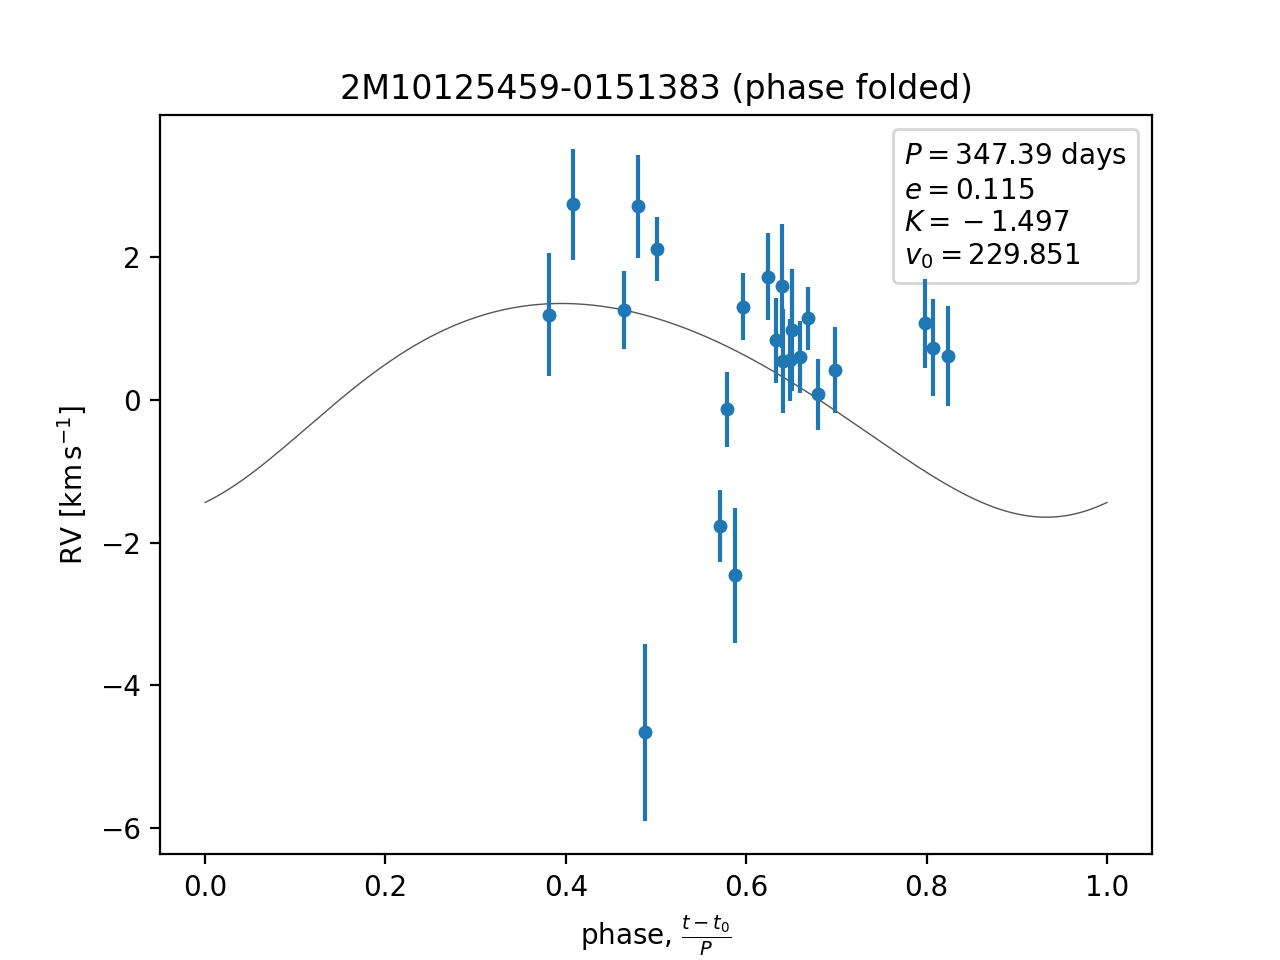 2M10125459-0151383 (phase folded)
P = 347.39 days
e = 0.115
K = −1.497
v₀ = 229.851
RV [km s⁻¹]
2
0
−2
−4
−6
0.0 0.2 0.4 0.6 0.8 1.0
phase, (t − t₀)/P